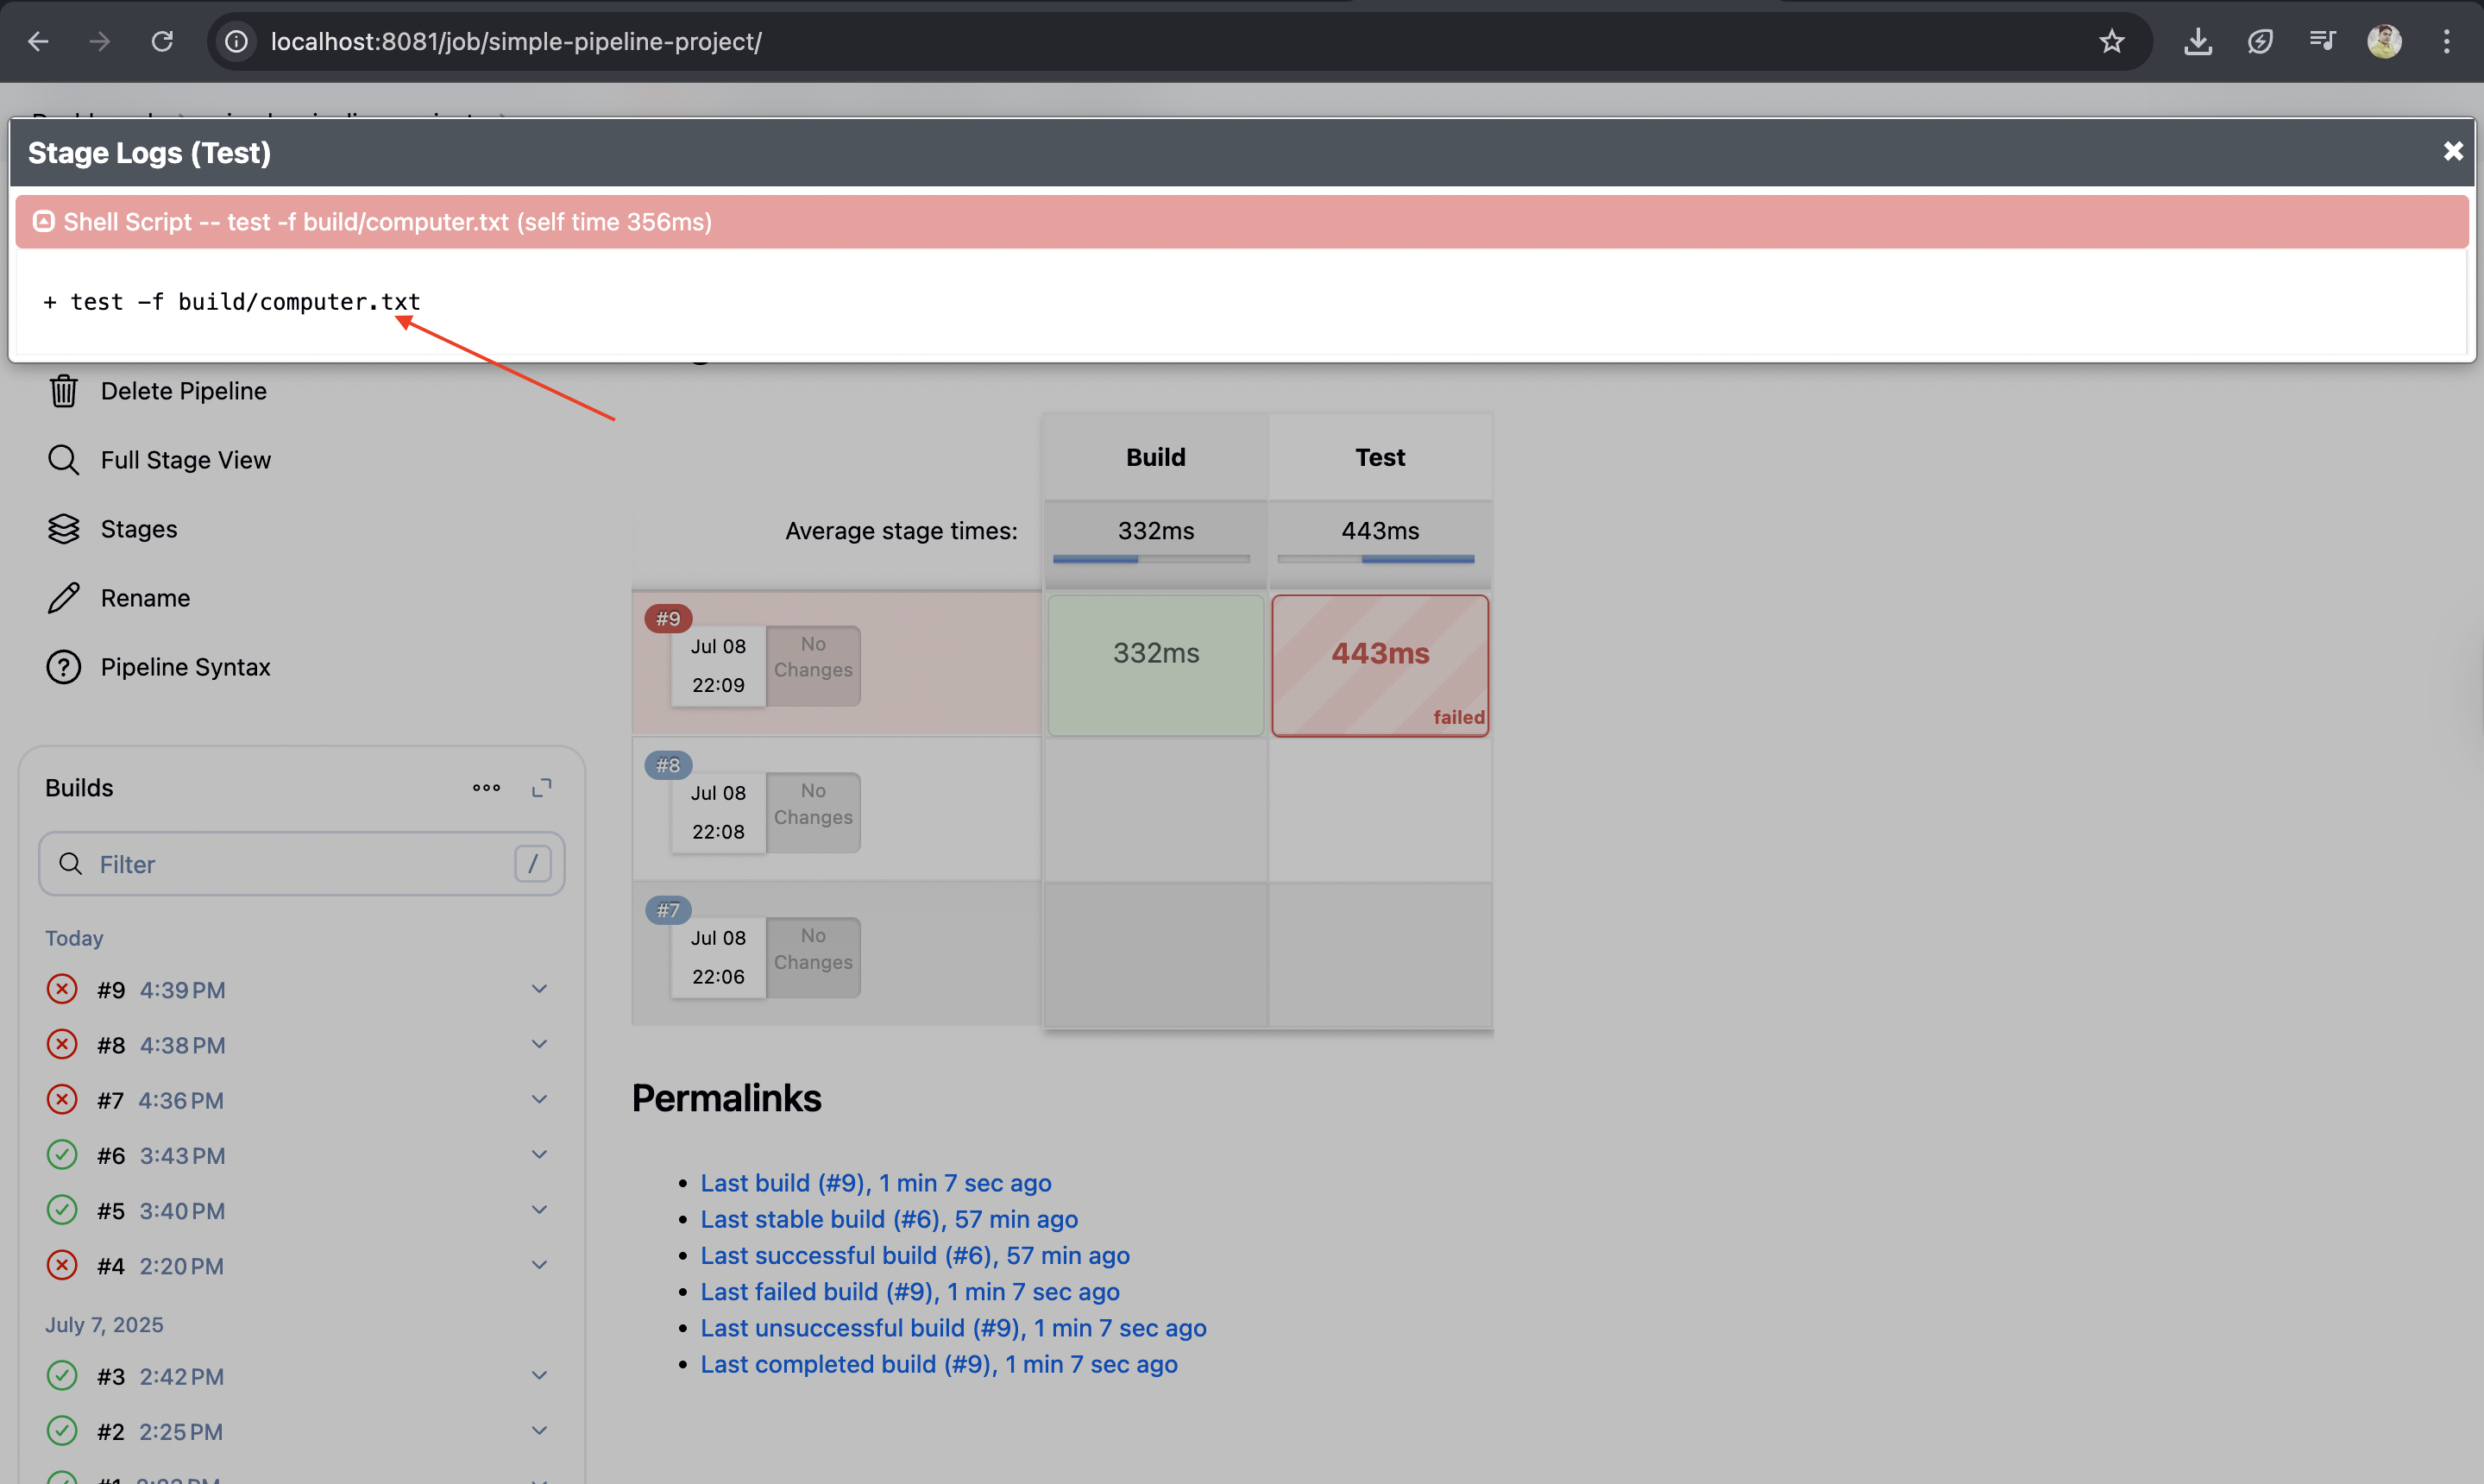 localhost:8081/job/simple-pipeline-project/
Stage Logs (Test)
Shell Script -- test -f build/computer.txt (self time 356ms)
+ test -f build/computer.txt
Delete Pipeline
Full Stage View
Stages
Rename
Pipeline Syntax
Builds
Filter
/
Today
#9 4:39 PM
#8 4:38 PM
#7 4:36 PM
#6 3:43 PM
#5 3:40 PM
#4 2:20 PM
July 7, 2025
#3 2:42 PM
#2 2:25 PM
Build
Test
Average stage times:
332ms
443ms
#9
Jul 08
22:09
No
Changes
332ms
443ms
failed
#8
Jul 08
22:08
No
Changes
#7
Jul 08
22:06
No
Changes
Permalinks
Last build (#9), 1 min 7 sec ago
Last stable build (#6), 57 min ago
Last successful build (#6), 57 min ago
Last failed build (#9), 1 min 7 sec ago
Last unsuccessful build (#9), 1 min 7 sec ago
Last completed build (#9), 1 min 7 sec ago